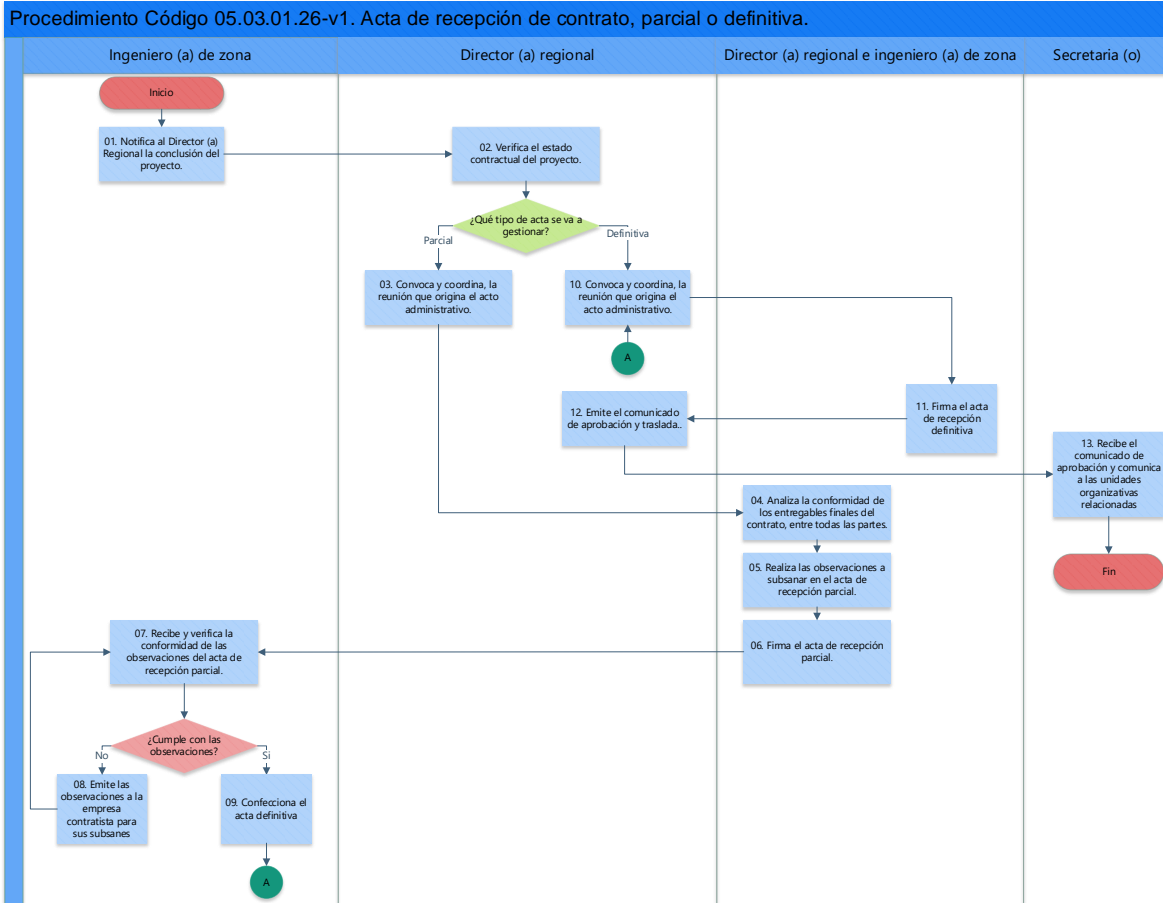 Procedimiento Código 05.03.01.26-v1. Acta de recepción de contrato, parcial o definitiva.
Ingeniero (a) de zona
Director (a) regional
Director (a) regional e ingeniero (a) de zona
Secretaria (o)
Inicio
01. Notifica al Director (a)
Regional la conclusión del
proyecto.
02. Verifica el estado
contractual del proyecto.
¿Qué tipo de acta se va a
gestionar?
Parcial
Definitiva
03. Convoca y coordina, la
reunión que origina el acto
administrativo.
10. Convoca y coordina, la
reunión que origina el
acto administrativo.
A
11. Firma el acta
de recepción
definitiva
12. Emite el comunicado
de aprobación y traslada..
13. Recibe el
comunicado de
aprobación y comunica
a las unidades
organizativas
relacionadas
04. Analiza la conformidad de
los entregables finales del
contrato, entre todas las partes.
05. Realiza las observaciones a
subsanar en el acta de
recepción parcial.
Fin
06. Firma el acta de recepción
parcial.
07. Recibe y verifica la
conformidad de las
observaciones del acta de
recepción parcial.
¿Cumple con las
observaciones?
No
Si
08. Emite las
observaciones a la
empresa
contratista para
sus subsanes
09. Confecciona el
acta definitiva
A